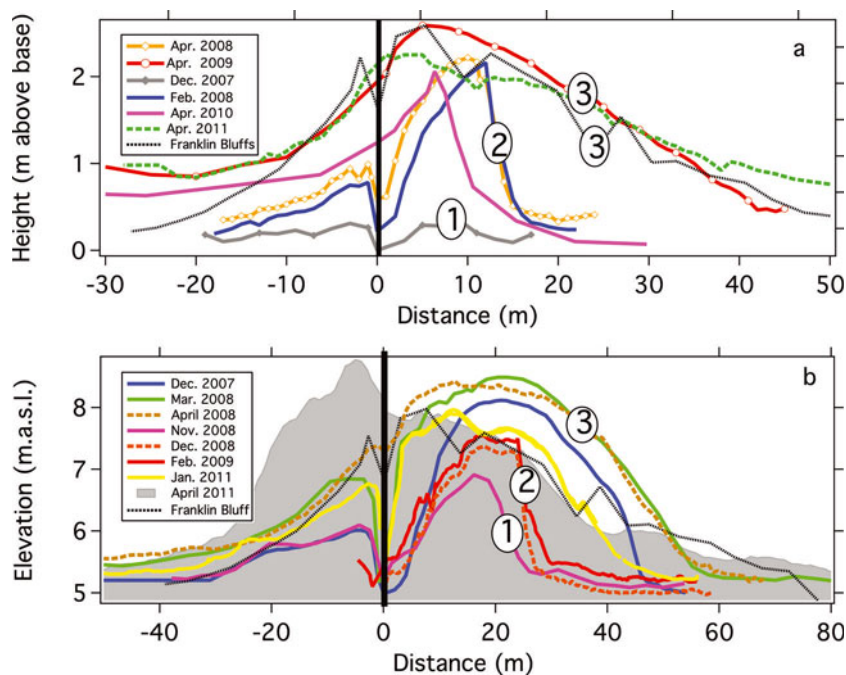 a
Height (m above base)
2
1
0
Apr. 2008
Apr. 2009
Dec. 2007
Feb. 2008
Apr. 2010
Apr. 2011
Franklin Bluffs
1
2
3
3
-30 -20 -10 0 10 20 30 40 50
Distance (m)
b
Elevation (m.a.s.l.)
8
7
6
5
Dec. 2007
Mar. 2008
April 2008
Nov. 2008
Dec. 2008
Feb. 2009
Jan. 2011
April 2011
Franklin Bluff
3
2
1
-40 -20 0 20 40 60 80
Distance (m)